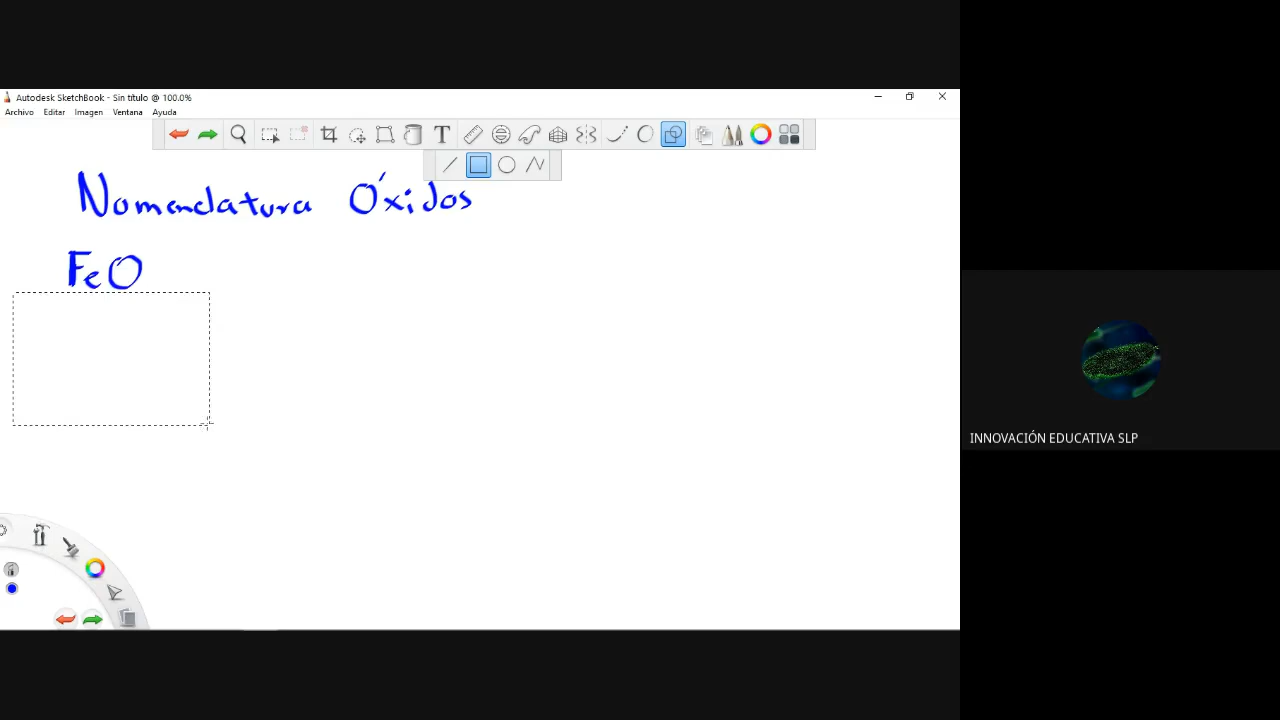 Autodesk SketchBook - Sin título @ 100.0%
Archivo Editar Imagen Ventana Ayuda
T
Nomenclatura Óxidos
FeO
INNOVACIÓN EDUCATIVA SLP